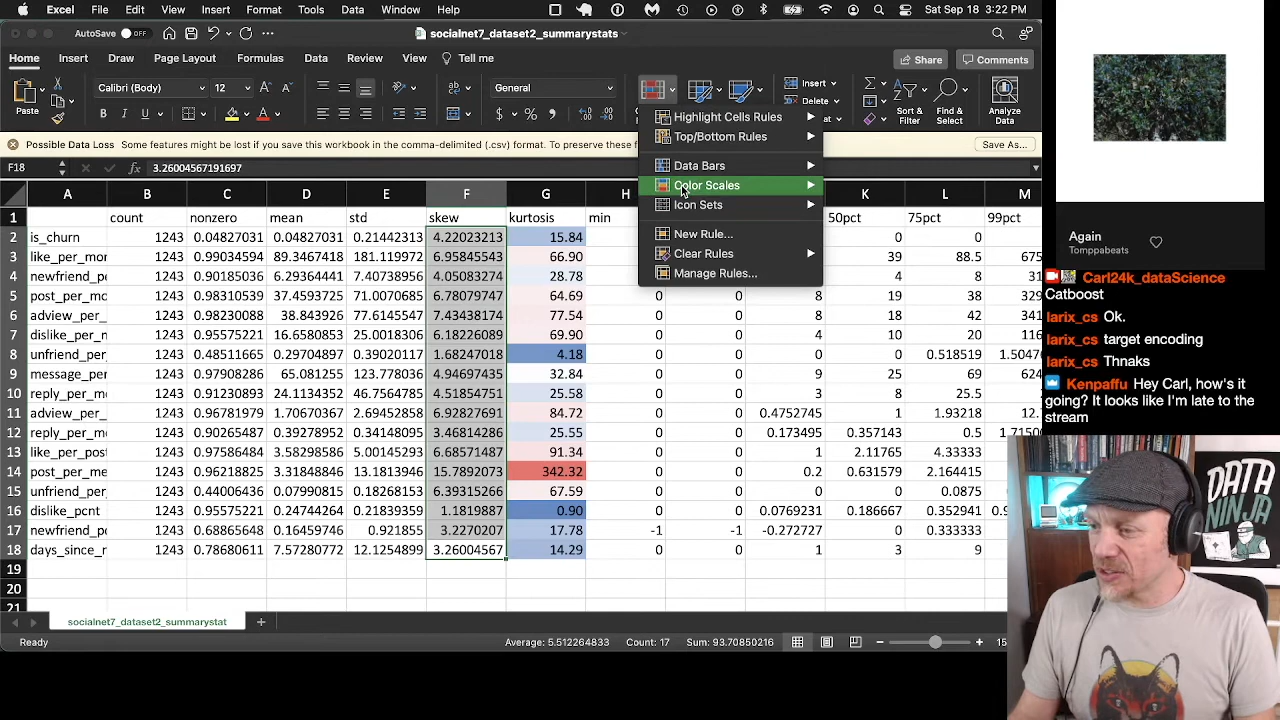 Excel File Edit View Insert Format Tools Data Window Help Sat Sep 18 3:22 PM
AutoSave OFF socialnet7_dataset2_summarystats
Home Insert Draw Page Layout Formulas Data Review View Tell me Share Comments
Paste Calibri (Body) 12 General Insert Delete Sort & Filter Find & Select Analyze Data
Possible Data Loss Some features might be lost if you save this workbook in the comma-delimited (.csv) format. To preserve these Save As...
F18 3.26004567191697
Highlight Cells Rules
Top/Bottom Rules
Data Bars
Color Scales
Icon Sets
New Rule...
Clear Rules
Manage Rules...
A B C D E F G H K L M
1 count nonzero mean std skew kurtosis min 50pct 75pct 99pct
2 is_churn 1243 0.04827031 0.04827031 0.21442313 4.22023213 15.84 0 0
3 like_per_mon 1243 0.99034594 89.3467418 181.119972 6.95845543 66.90 39 88.5 675
4 newfriend_p 1243 0.90185036 6.29364441 7.40738956 4.05083274 28.78 4 8 31
5 post_per_mo 1243 0.98310539 37.4593725 71.0070685 6.78079747 64.69 0 0 8 19 38 329
6 adview_per_ 1243 0.98230088 38.843926 77.6145547 7.43438174 77.54 0 0 8 18 42 341
7 dislike_per_m 1243 0.95575221 16.6580853 25.0018306 6.18226089 69.90 0 0 4 10 20 116
8 unfriend_per 1243 0.48511665 0.29704897 0.39020117 1.68247018 4.18 0 0 0 0 0.518519 1.50476
9 message_per 1243 0.97908286 65.081255 93.4756485 4.94697435 32.84 0 0 9 25 69 624
10 reply_per_mo 1243 0.91230893 24.1134352 46.7564785 4.51854751 25.58 0 0 3 8 25.5
11 adview_per_ 1243 0.96781979 1.70670367 2.69452858 6.92827691 84.72 0 0 0.4752745 1 1.93218 12.
12 reply_per_me 1243 0.90265487 0.39278952 0.34148095 3.46814286 25.55 0 0 0.173495 0.357143 0.5 1.71500
13 like_per_post 1243 0.97586484 3.58298586 5.00145293 6.68571487 91.34 0 0 1 2.11765 4.33333
14 post_per_me 1243 0.96218825 3.31848846 13.1813946 15.7892073 342.32 0 0 0.2 0.631579 2.164415
15 unfriend_per 1243 0.44006436 0.07990815 0.18268153 6.39315266 67.59 0 0 0 0 0.0875
16 dislike_pcnt 1243 0.95575221 0.24744264 0.21839359 1.1819887 0.90 0 0 0.0769231 0.186667 0.352941
17 newfriend_pc 1243 0.68865648 0.16459746 0.321855 3.2270207 17.78 -1 -1 -0.272727 0 0.333333
18 days_since_n 1243 0.78680611 7.57280772 12.1254899 3.26004567 14.29 0 0 1 3 9
19
20
21
socialnet7_dataset2_summarystat
Ready Average: 5.512264833 Count: 17 Sum: 93.70850216
Again
Tomppabeats
Carl24k_dataScience
Catboost
larix_cs Ok.
larix_cs target encoding
larix_cs Thnaks
Kenpaffu Hey Carl, how's it
going? It looks like I'm late to the
stream
DATA
NINJA